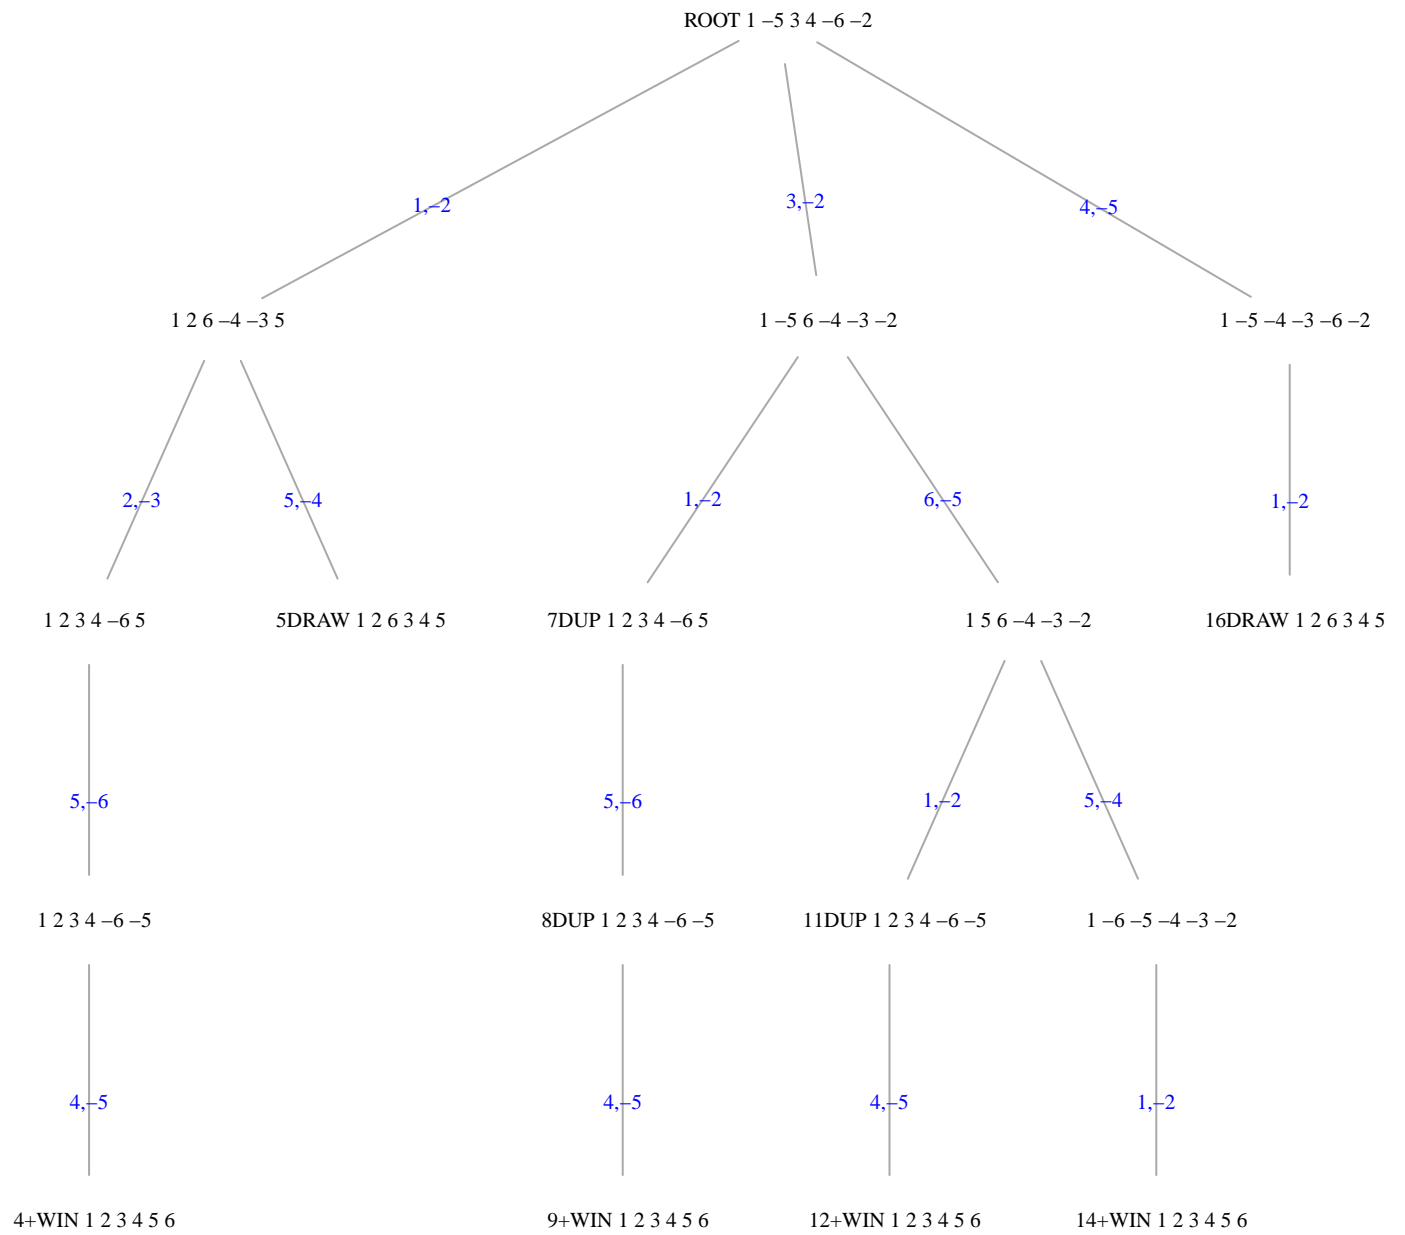 ROOT 1 –5 3 4 –6 –2
1,–2
3,–2
4,–5
1 2 6 –4 –3 5
1 –5 6 –4 –3 –2
1 –5 –4 –3 –6 –2
2,–3
5,–4
1,–2
6,–5
1,–2
1 2 3 4 –6 5
5DRAW 1 2 6 3 4 5
7DUP 1 2 3 4 –6 5
1 5 6 –4 –3 –2
16DRAW 1 2 6 3 4 5
5,–6
5,–6
1,–2
5,–4
1 2 3 4 –6 –5
8DUP 1 2 3 4 –6 –5
11DUP 1 2 3 4 –6 –5
1 –6 –5 –4 –3 –2
4,–5
4,–5
4,–5
1,–2
4+WIN 1 2 3 4 5 6
9+WIN 1 2 3 4 5 6
12+WIN 1 2 3 4 5 6
14+WIN 1 2 3 4 5 6